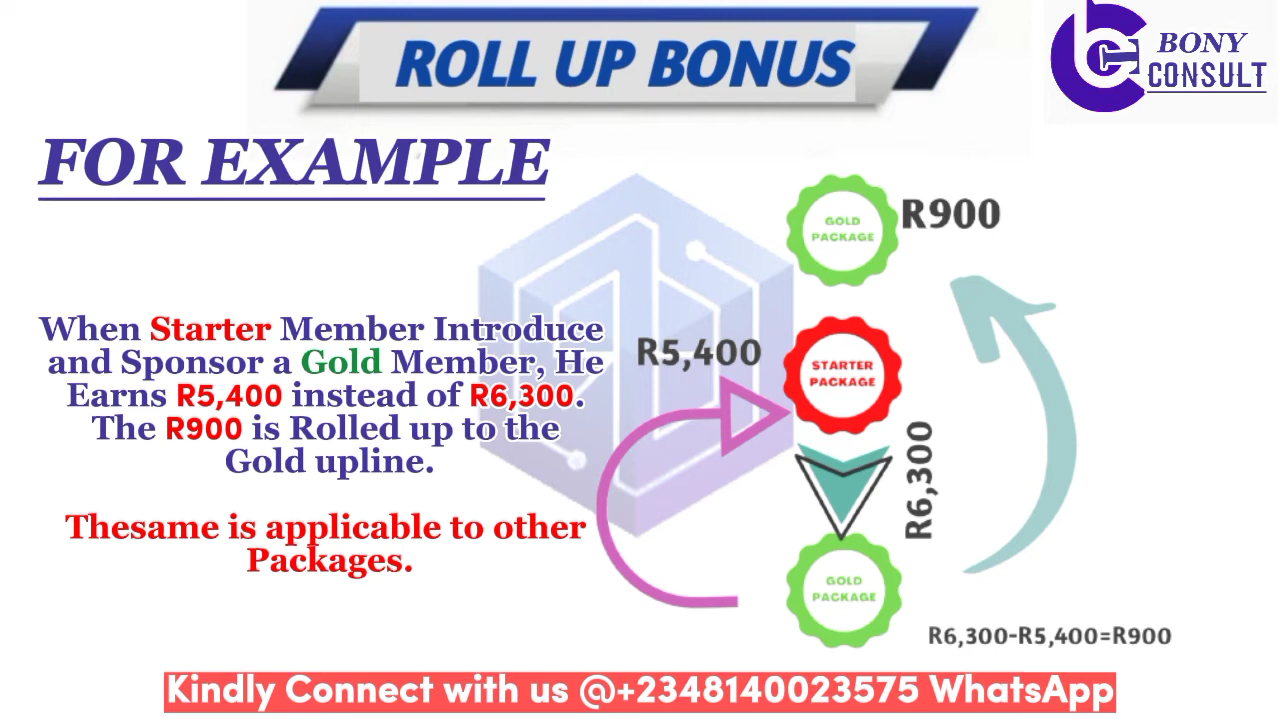 ROLL UP BONUS
BONY
CONSULT
FOR EXAMPLE
When Starter Member Introduce
and Sponsor a Gold Member, He
Earns R5,400 instead of R6,300.
The R900 is Rolled up to the
Gold upline.
Thesame is applicable to other
Packages.
GOLD
PACKAGE
R900
R5,400
STARTER
PACKAGE
R6,300
GOLD
PACKAGE
R6,300-R5,400=R900
Kindly Connect with us @+2348140023575 WhatsApp